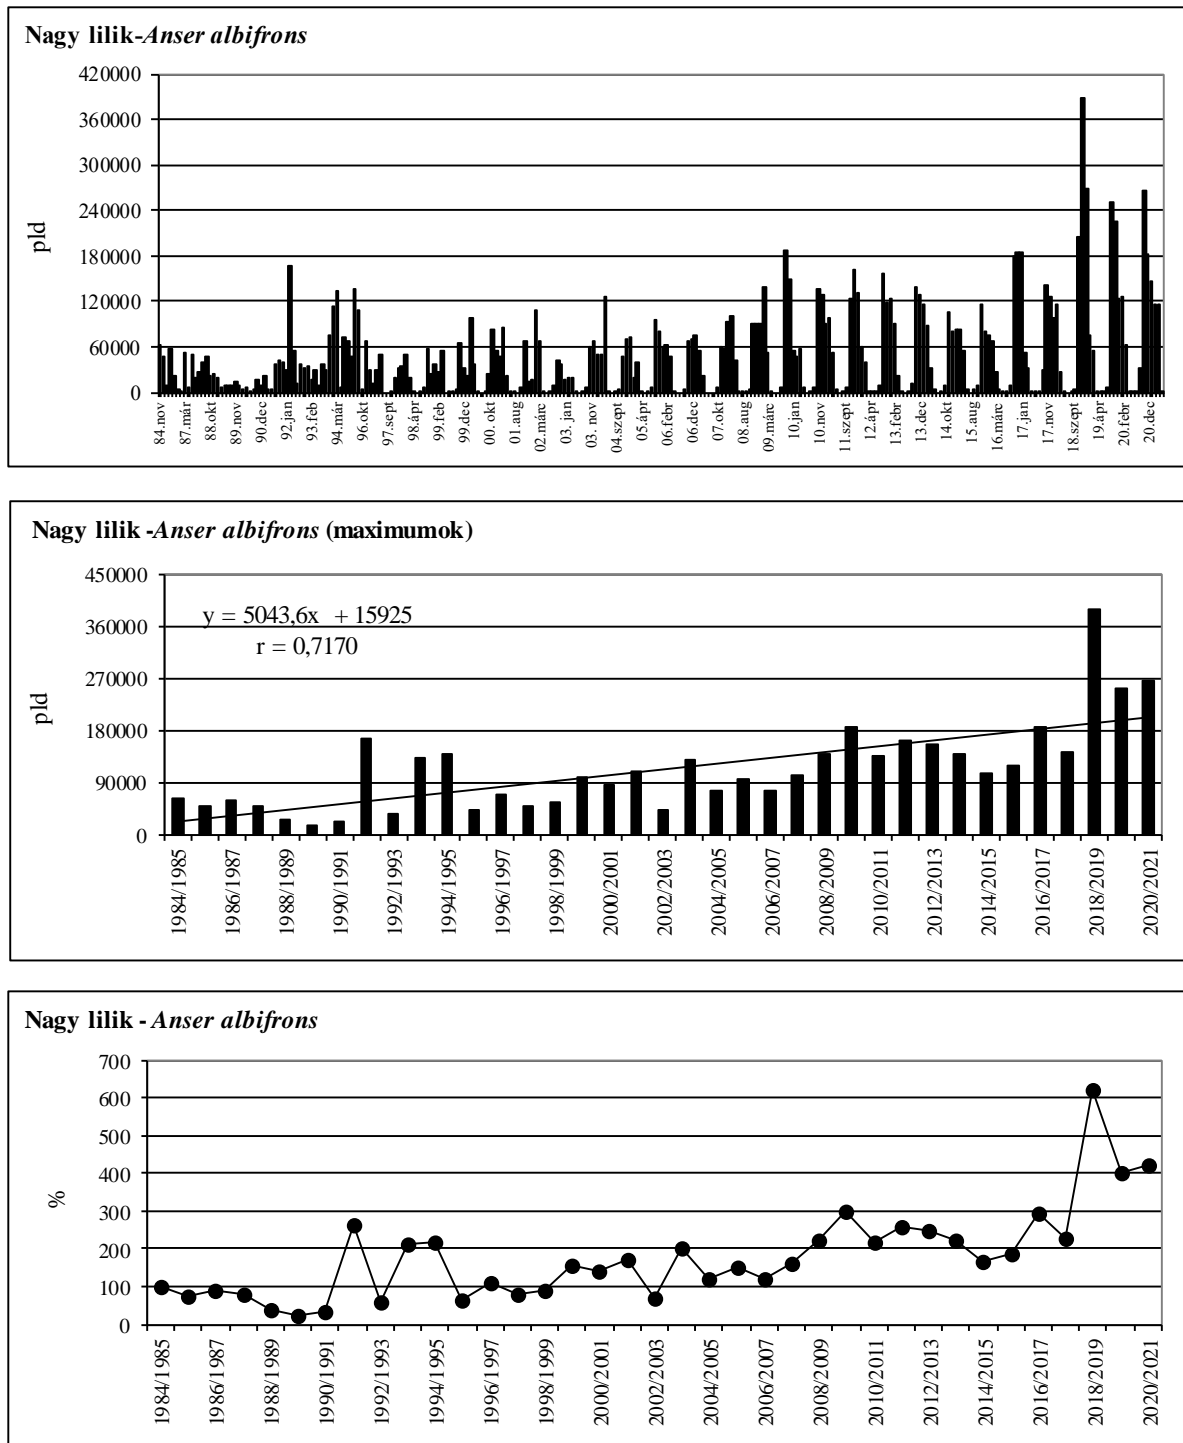 Nagy lilik-Anser albifrons
420000
360000
300000
240000
180000
120000
60000
0
pld
84.nov
87.már
88.okt
89.nov
90.dec
92.jan
93.feb
94.már
96.okt
97.sept
98.ápr
99.feb
99.dec
00. okt
01.aug
02.márc
03. jan
03. nov
04.szept
05.ápr
06.febr
06.dec
07.okt
08.aug
09.márc
10.jan
10.nov
11.szept
12.ápr
13.febr
13.dec
14.okt
15.aug
16.márc
17.jan
17.nov
18.szept
19.ápr
20.febr
20.dec
Nagy lilik -Anser albifrons (maximumok)
450000
360000
270000
180000
90000
0
pld
y = 5043,6x + 15925
r = 0,7170
1984/1985
1986/1987
1988/1989
1990/1991
1992/1993
1994/1995
1996/1997
1998/1999
2000/2001
2002/2003
2004/2005
2006/2007
2008/2009
2010/2011
2012/2013
2014/2015
2016/2017
2018/2019
2020/2021
Nagy lilik - Anser albifrons
700
600
500
400
300
200
100
0
%
1984/1985
1986/1987
1988/1989
1990/1991
1992/1993
1994/1995
1996/1997
1998/1999
2000/2001
2002/2003
2004/2005
2006/2007
2008/2009
2010/2011
2012/2013
2014/2015
2016/2017
2018/2019
2020/2021